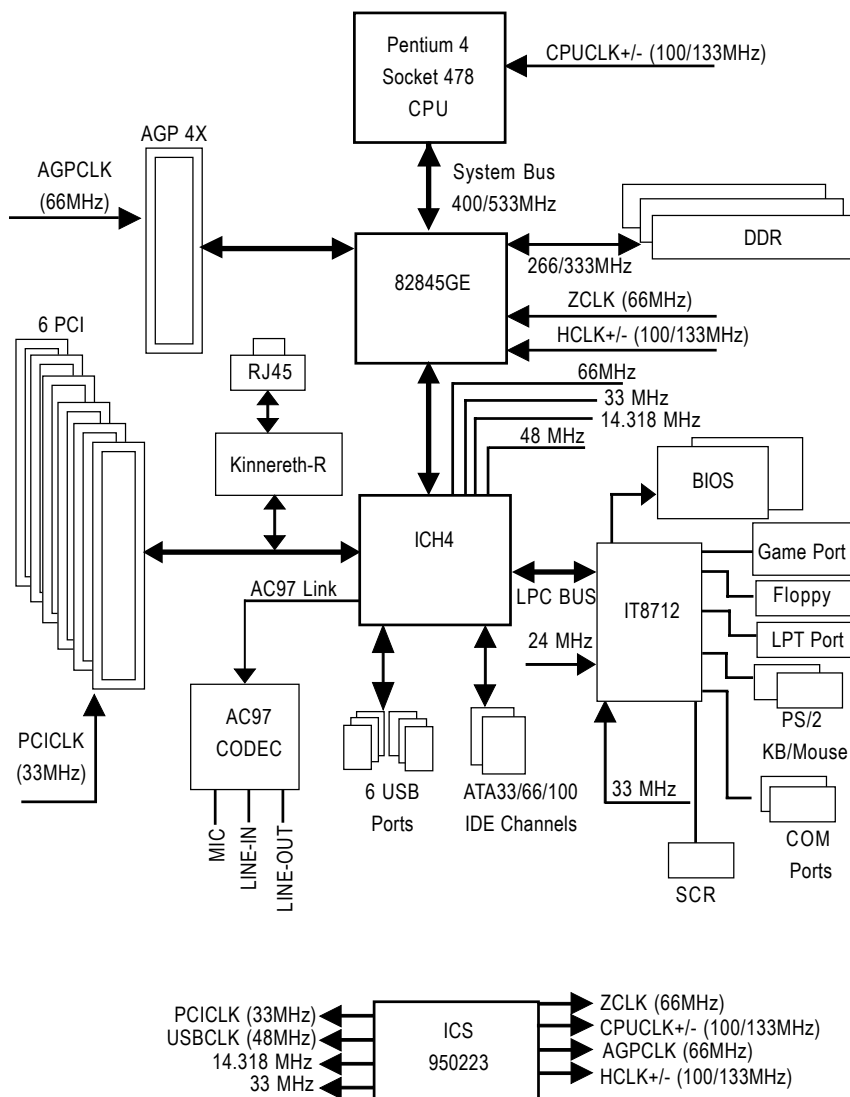 Pentium 4
Socket 478
CPU
CPUCLK+/- (100/133MHz)
AGP 4X
AGPCLK
(66MHz)
System Bus
400/533MHz
DDR
266/333MHz
82845GE
ZCLK (66MHz)
HCLK+/- (100/133MHz)
6 PCI
RJ45
66MHz
33 MHz
14.318 MHz
48 MHz
Kinnereth-R
BIOS
ICH4
Game Port
AC97 Link
LPC BUS
IT8712
Floppy
LPT Port
24 MHz
PS/2
KB/Mouse
AC97
CODEC
PCICLK
(33MHz)
6 USB
Ports
ATA33/66/100
IDE Channels
33 MHz
MIC
LINE-IN
LINE-OUT
COM
Ports
SCR
PCICLK (33MHz)
USBCLK (48MHz)
14.318 MHz
33 MHz
ICS
950223
ZCLK (66MHz)
CPUCLK+/- (100/133MHz)
AGPCLK (66MHz)
HCLK+/- (100/133MHz)